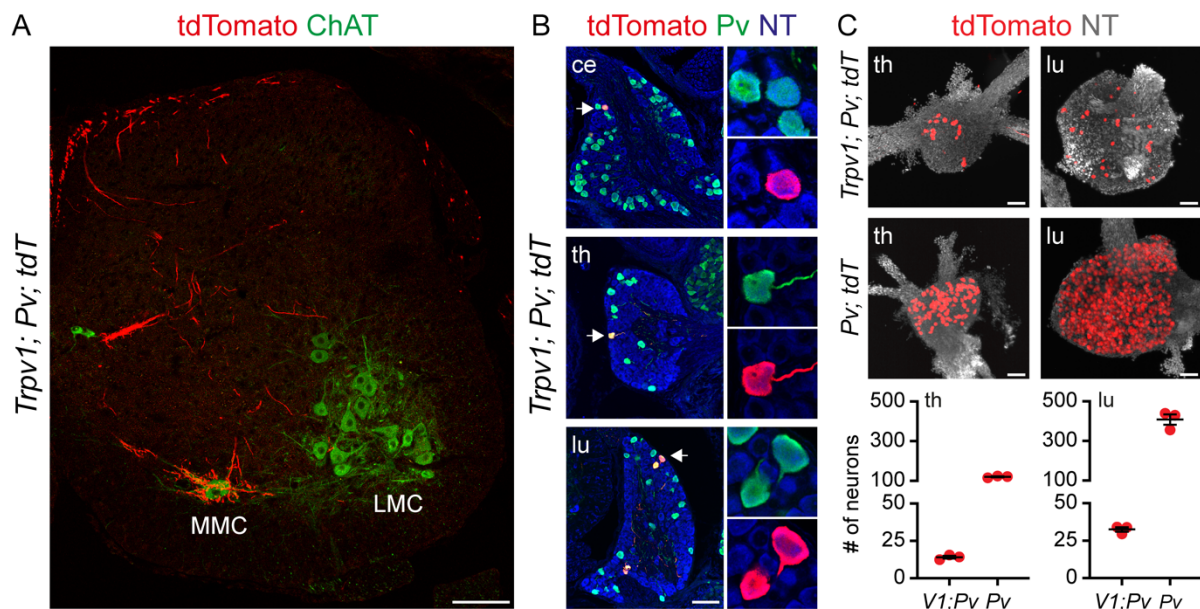 A
tdTomato ChAT
Trpv1; Pv; tdT
MMC
LMC
B
tdTomato Pv NT
Trpv1; Pv; tdT
ce
th
lu
C
tdTomato NT
Trpv1; Pv; tdT
th
lu
Pv; tdT
th
lu
# of neurons
th
500
300
100
50
25
0
V1:Pv Pv
lu
500
300
100
50
25
0
V1:Pv Pv